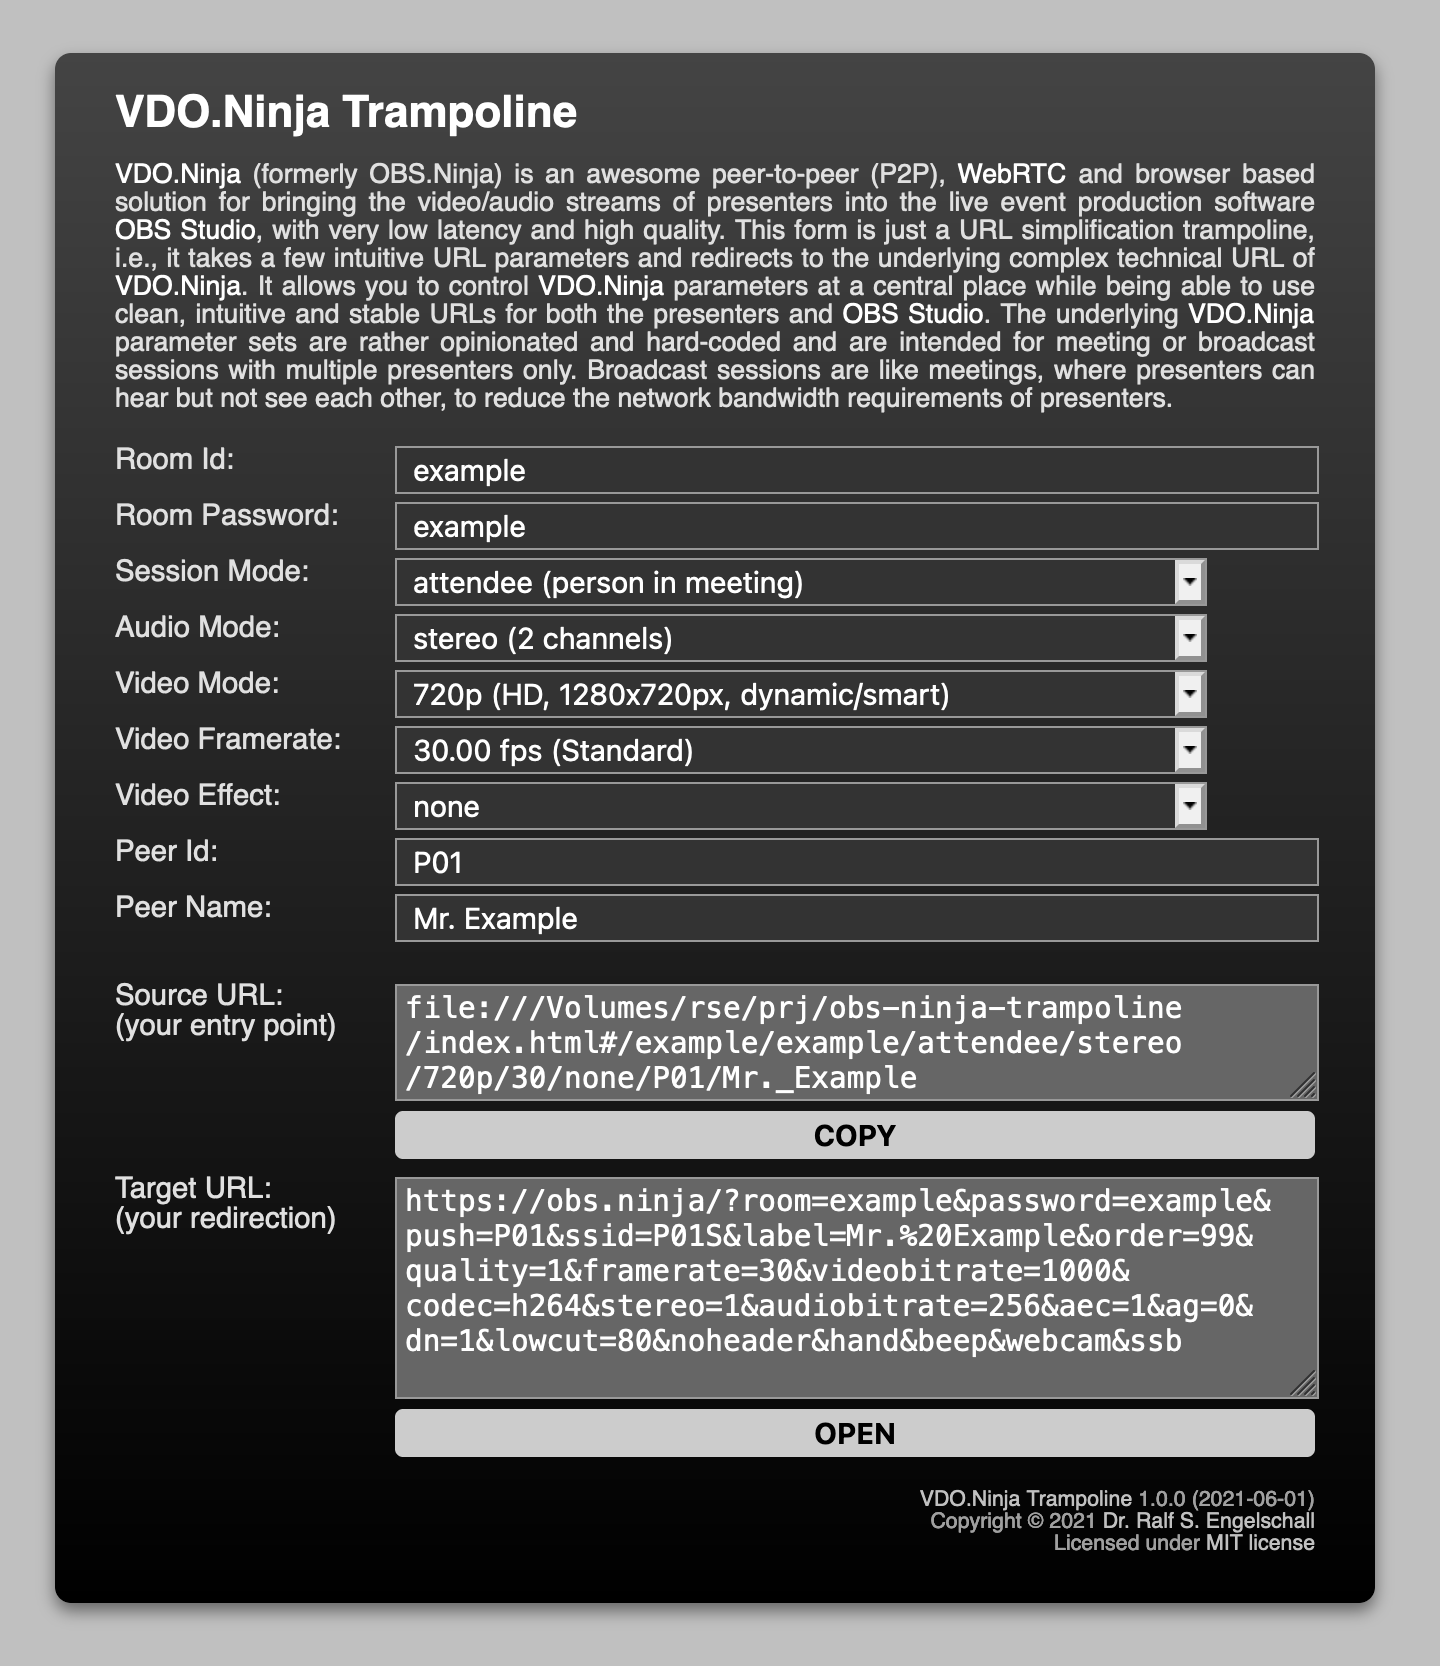 VDO.Ninja Trampoline
VDO.Ninja (formerly OBS.Ninja) is an awesome peer-to-peer (P2P), WebRTC and browser based
solution for bringing the video/audio streams of presenters into the live event production software
OBS Studio, with very low latency and high quality. This form is just a URL simplification trampoline,
i.e., it takes a few intuitive URL parameters and redirects to the underlying complex technical URL of
VDO.Ninja. It allows you to control VDO.Ninja parameters at a central place while being able to use
clean, intuitive and stable URLs for both the presenters and OBS Studio. The underlying VDO.Ninja
parameter sets are rather opinionated and hard-coded and are intended for meeting or broadcast
sessions with multiple presenters only. Broadcast sessions are like meetings, where presenters can
hear but not see each other, to reduce the network bandwidth requirements of presenters.
Room Id: example
Room Password: example
Session Mode: attendee (person in meeting)
Audio Mode: stereo (2 channels)
Video Mode: 720p (HD, 1280x720px, dynamic/smart)
Video Framerate: 30.00 fps (Standard)
Video Effect: none
Peer Id: P01
Peer Name: Mr. Example
Source URL:
(your entry point)
file:///Volumes/rse/prj/obs-ninja-trampoline
/index.html#/example/example/attendee/stereo
/720p/30/none/P01/Mr._Example
COPY
Target URL:
(your redirection)
https://obs.ninja/?room=example&password=example&
push=P01&ssid=P01S&label=Mr.%20Example&order=99&
quality=1&framerate=30&videobitrate=1000&
codec=h264&stereo=1&audiobitrate=256&aec=1&ag=0&
dn=1&lowcut=80&noheader&hand&beep&webcam&ssb
OPEN
VDO.Ninja Trampoline 1.0.0 (2021-06-01)
Copyright © 2021 Dr. Ralf S. Engelschall
Licensed under MIT license